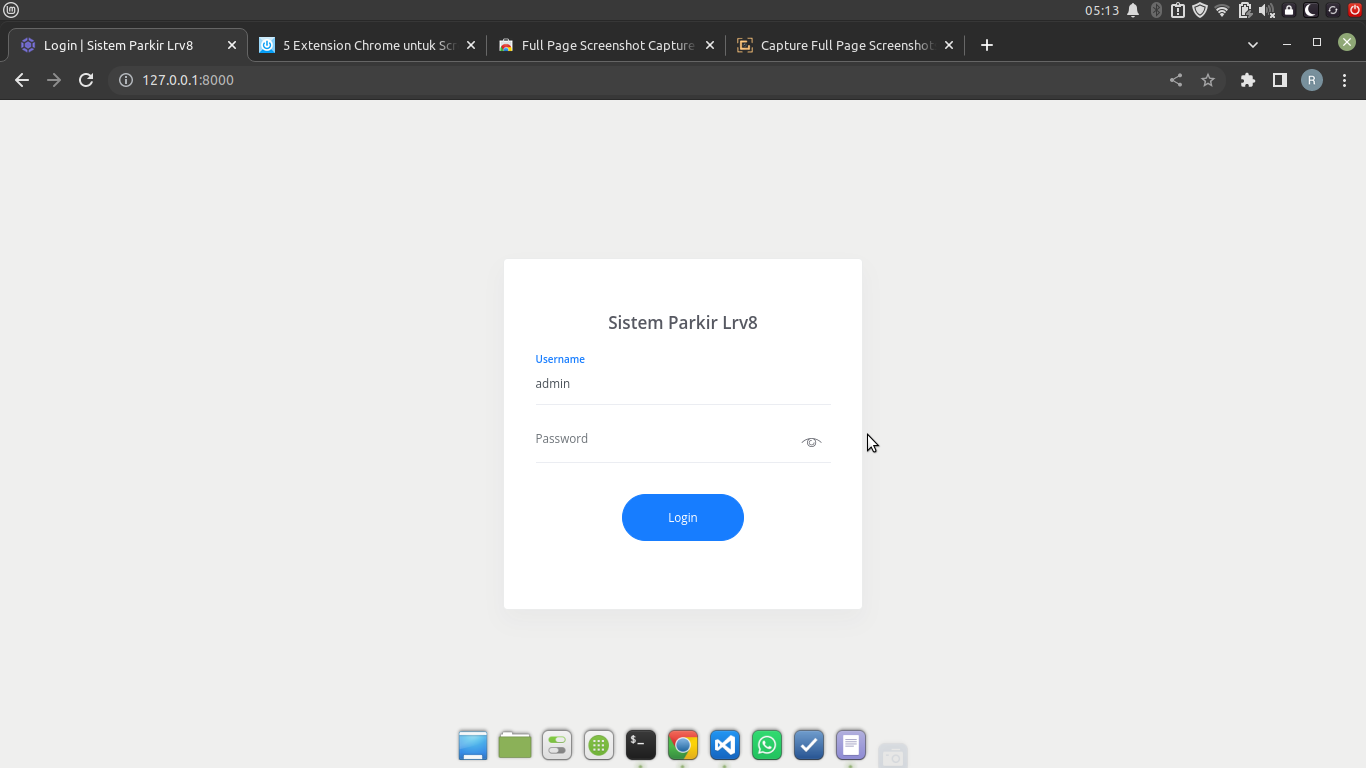 05:13
Login | Sistem Parkir Lrv8
5 Extension Chrome untuk Scr
Full Page Screenshot Capture
Capture Full Page Screenshot
127.0.0.1:8000
R
Sistem Parkir Lrv8
Username
admin
Password
Login
$_